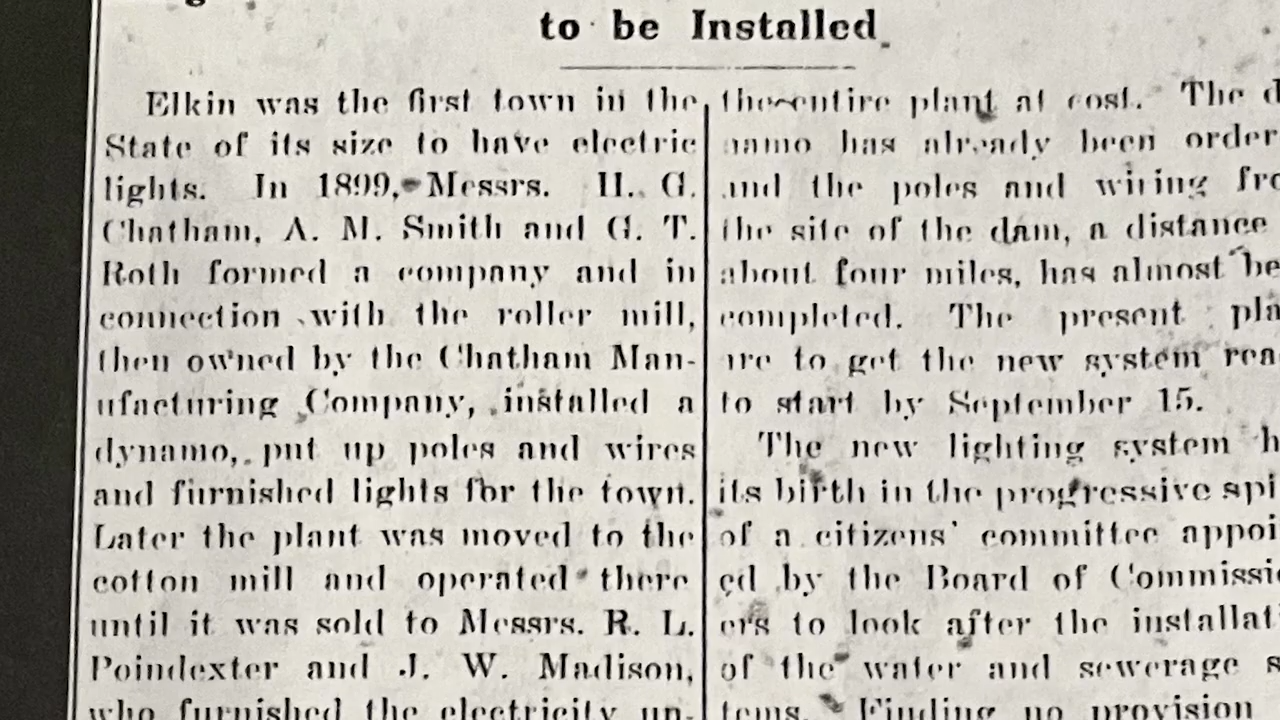 to be Installed
Elkin was the first town in the
State of its size to have electric
lights. In 1899, Messrs. H. G.
Chatham, A. M. Smith and G. T.
Roth formed a company and in
connection with the roller mill,
then owned by the Chatham Man-
ufacturing Company, installed a
dynamo, put up poles and wires
and furnished lights for the town.
Later the plant was moved to the
cotton mill and operated there
until it was sold to Messrs. R. L.
Poindexter and J. W. Madison,
who furnished the electricity un-
the entire plant at cost. The d
namo has already been order
and the poles and wiring fro
the site of the dam, a distance
about four miles, has almost be
completed. The present pla
are to get the new system rea
to start by September 15.
The new lighting system h
its birth in the progressive spi
of a citizens' committee appoi
ed by the Board of Commissi
ers to look after the installat
of the water and sewerage s
tems. Finding no provision